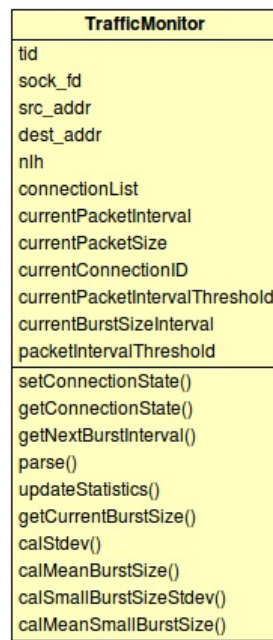 TrafficMonitor
tid
sock_fd
src_addr
dest_addr
nlh
connectionList
currentPacketInterval
currentPacketSize
currentConnectionID
currentPacketIntervalThreshold
currentBurstSizeInterval
packetIntervalThreshold
setConnectionState()
getConnectionState()
getNextBurstInterval()
parse()
updateStatistics()
getCurrentBurstSize()
calStdev()
calMeanBurstSize()
calSmallBurstSizeStdev()
calMeanSmallBurstSize()